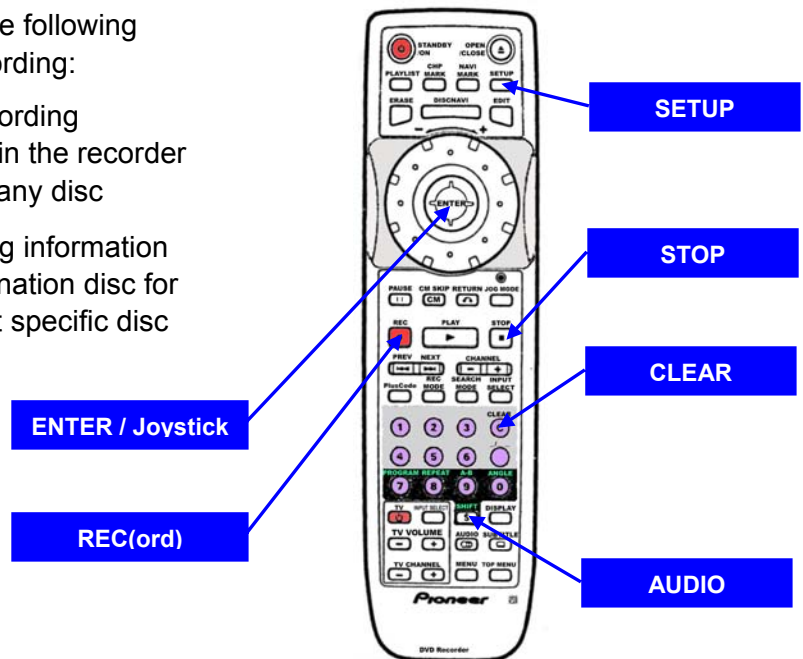 e following
ording:
ording
in the recorder
any disc
g information
nation disc for
t specific disc
STANDBY
/ON
OPEN
/CLOSE
PLAYLIST
CHP
MARK
NAVI
MARK
SETUP
ERASE
DISCNAVI
EDIT
− +
ENTER
PAUSE CM SKIP RETURN JOG MODE
CM
REC PLAY STOP
PREV NEXT CHANNEL
− +
PlusCode
REC
MODE
SEARCH
MODE
INPUT
SELECT
CLEAR
1 2 3 C
4 5 6
PROGRAM REPEAT A-B ANGLE
7 8 9 0
TV INPUT SELECT SHIFT DISPLAY
S
TV VOLUME AUDIO SUBTITLE
− +
TV CHANNEL MENU TOP MENU
− +
Pioneer
DVD Recorder
SETUP
STOP
CLEAR
ENTER / Joystick
REC(ord)
AUDIO